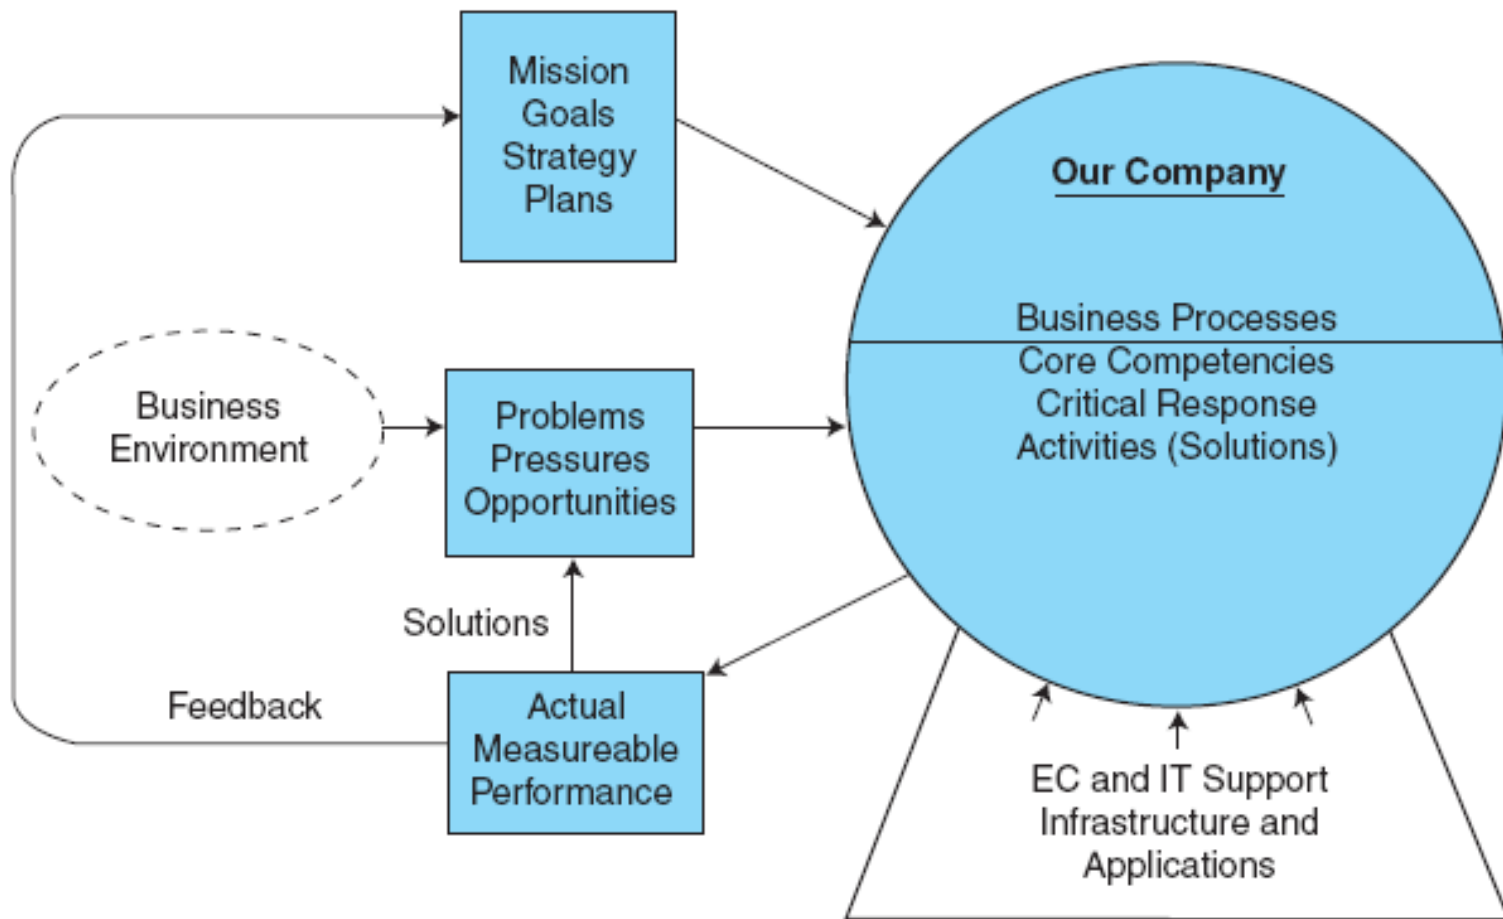 Mission
Goals
Strategy
Plans
Our Company
Business Processes
Core Competencies
Critical Response
Activities (Solutions)
Business
Environment
Problems
Pressures
Opportunities
Solutions
Feedback
Actual
Measureable
Performance
EC and IT Support
Infrastructure and
Applications